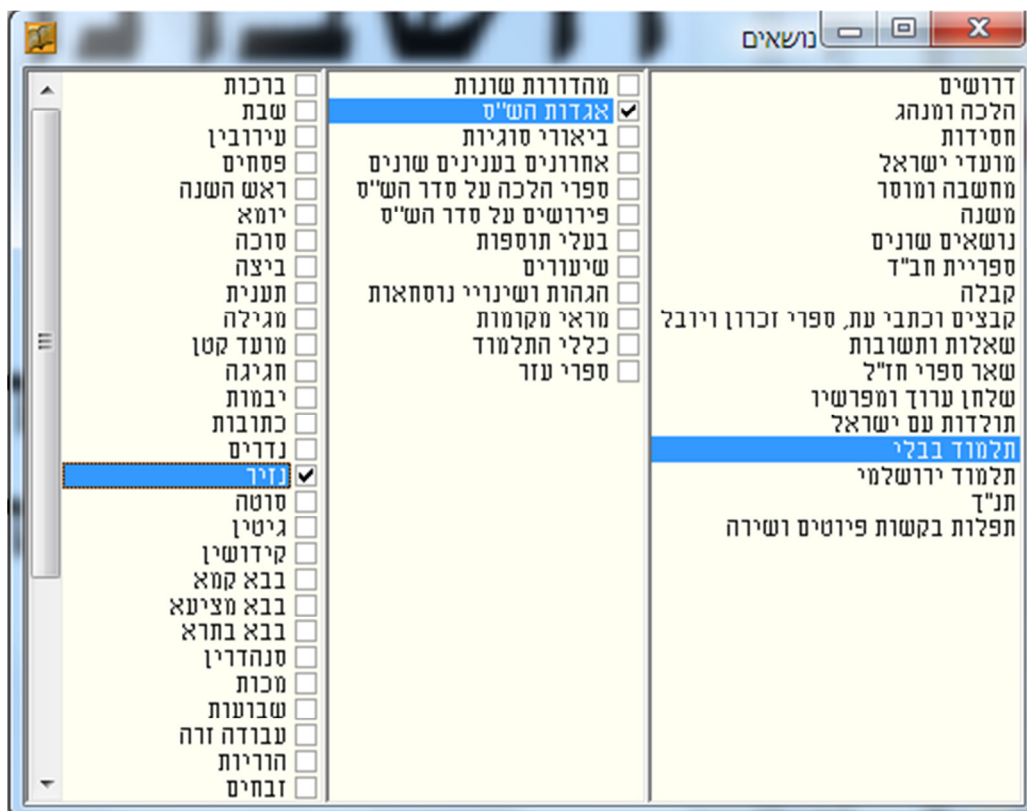 נושאים
דרושים
הלכה ומנהג
חסידות
מועדי ישראל
מחשבה ומוסר
משנה
נושאים שונים
ספריית חב"ד
קבלה
קבצים וכתבי עת, ספרי זכרון ויובל
שאלות ותשובות
שאר ספרי חז"ל
שלחן ערוך ומפרשיו
תולדות עם ישראל
תלמוד בבלי
תלמוד ירושלמי
תנ"ך
תפלות בקשות פיוטים ושירה
מהדורות שונות
אגדות הש"ס
ביאורי סוגיות
אחרונים בענינים שונים
ספרי הלכה על סדר הש"ס
פירושים על סדר הש"ס
בעלי תוספות
שיעורים
הגהות ושינויי נוסחאות
מראי מקומות
כללי התלמוד
ספרי עזר
ברכות
שבת
עירובין
פסחים
ראש השנה
יומא
סוכה
ביצה
תענית
מגילה
מועד קטן
חגיגה
יבמות
כתובות
נדרים
נזיר
סוטה
גיטין
קידושין
בבא קמא
בבא מציעא
בבא בתרא
סנהדרין
מכות
שבועות
עבודה זרה
הוריות
זבחים